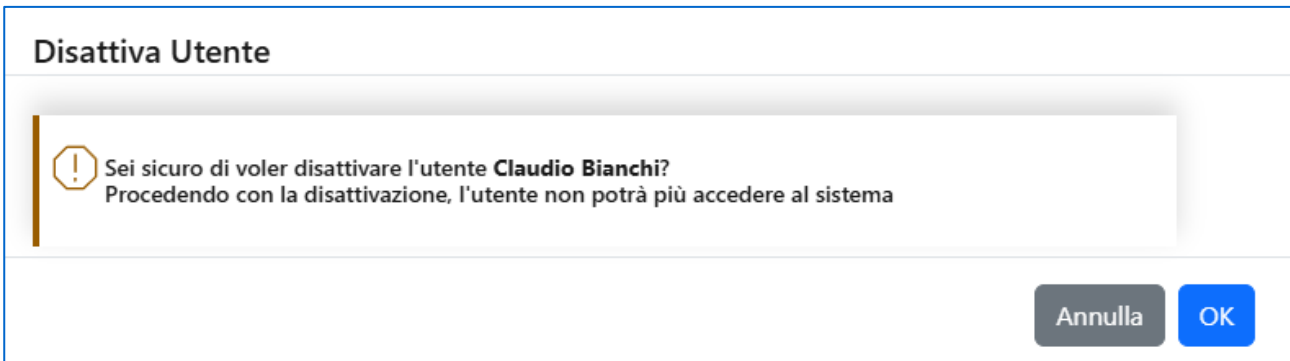 Disattiva Utente
Sei sicuro di voler disattivare l'utente Claudio Bianchi?
Procedendo con la disattivazione, l'utente non potrà più accedere al sistema
Annulla
OK